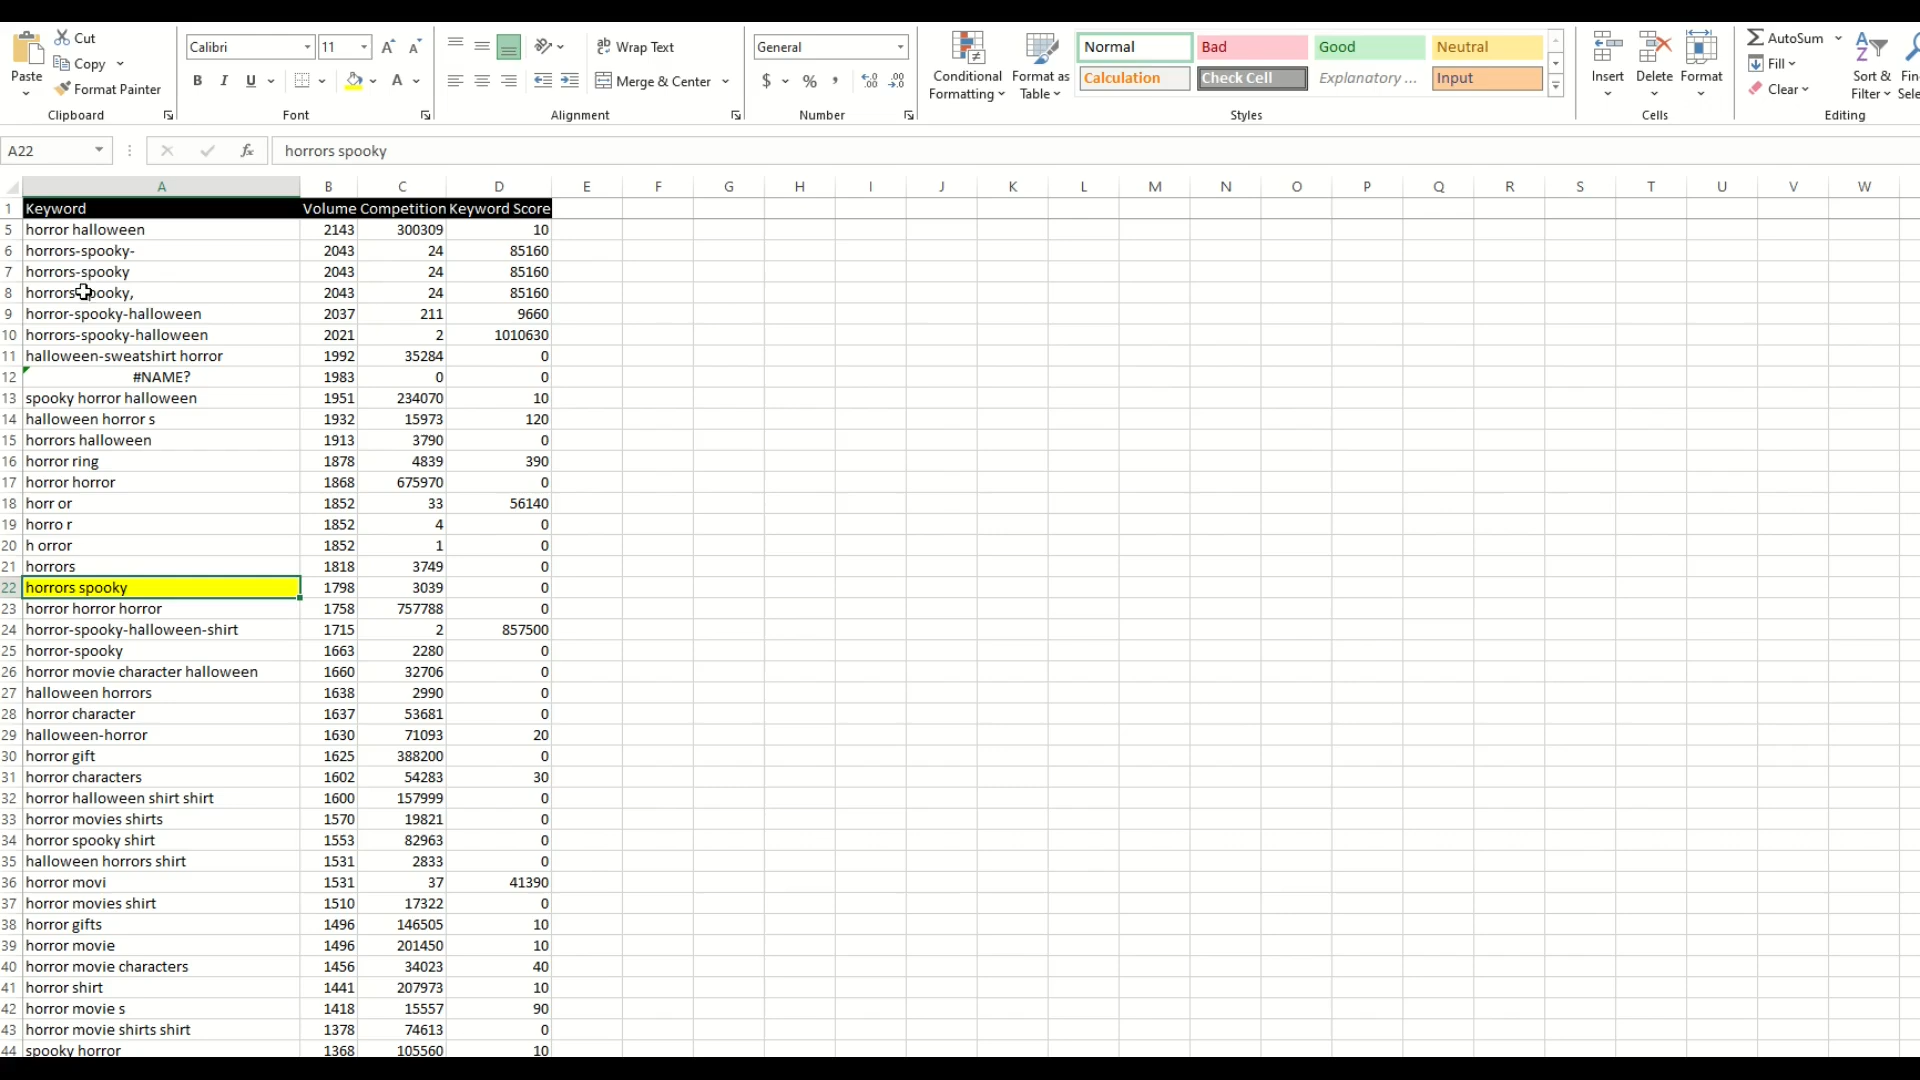 Cut
Copy
Format Painter
Paste
Clipboard
Calibri
11
B I U
Font
Wrap Text
Merge & Center
Alignment
General
$ % ,
Number
Conditional Formatting
Format as Table
Normal Bad Good Neutral
Calculation Check Cell Explanatory ... Input
Styles
Insert Delete Format
Cells
AutoSum
Fill
Clear
Sort & Filter
Editing
A22 fx horrors spooky
A B C D E F G H I J K L M N O P Q R S T U V W
1 Keyword Volume Competition Keyword Score
5 horror halloween 2143 300309 10
6 horrors-spooky- 2043 24 85160
7 horrors-spooky 2043 24 85160
8 horrors-spooky, 2043 24 85160
9 horror-spooky-halloween 2037 211 9660
10 horrors-spooky-halloween 2021 2 1010630
11 halloween-sweatshirt horror 1992 35284 0
12 #NAME? 1983 0 0
13 spooky horror halloween 1951 234070 10
14 halloween horror s 1932 15973 120
15 horrors halloween 1913 3790 0
16 horror ring 1878 4839 390
17 horror horror 1868 675970 0
18 horr or 1852 33 56140
19 horro r 1852 4 0
20 h orror 1852 1 0
21 horrors 1818 3749 0
22 horrors spooky 1798 3039 0
23 horror horror horror 1758 757788 0
24 horror-spooky-halloween-shirt 1715 2 857500
25 horror-spooky 1663 2280 0
26 horror movie character halloween 1660 32706 0
27 halloween horrors 1638 2990 0
28 horror character 1637 53681 0
29 halloween-horror 1630 71093 20
30 horror gift 1625 388200 0
31 horror characters 1602 54283 30
32 horror halloween shirt shirt 1600 157999 0
33 horror movies shirts 1570 19821 0
34 horror spooky shirt 1553 82963 0
35 halloween horrors shirt 1531 2833 0
36 horror movi 1531 37 41390
37 horror movies shirt 1510 17322 0
38 horror gifts 1496 146505 10
39 horror movie 1496 201450 10
40 horror movie characters 1456 34023 40
41 horror shirt 1441 207973 10
42 horror movie s 1418 15557 90
43 horror movie shirts shirt 1378 74613 0
44 spooky horror 1368 105560 10